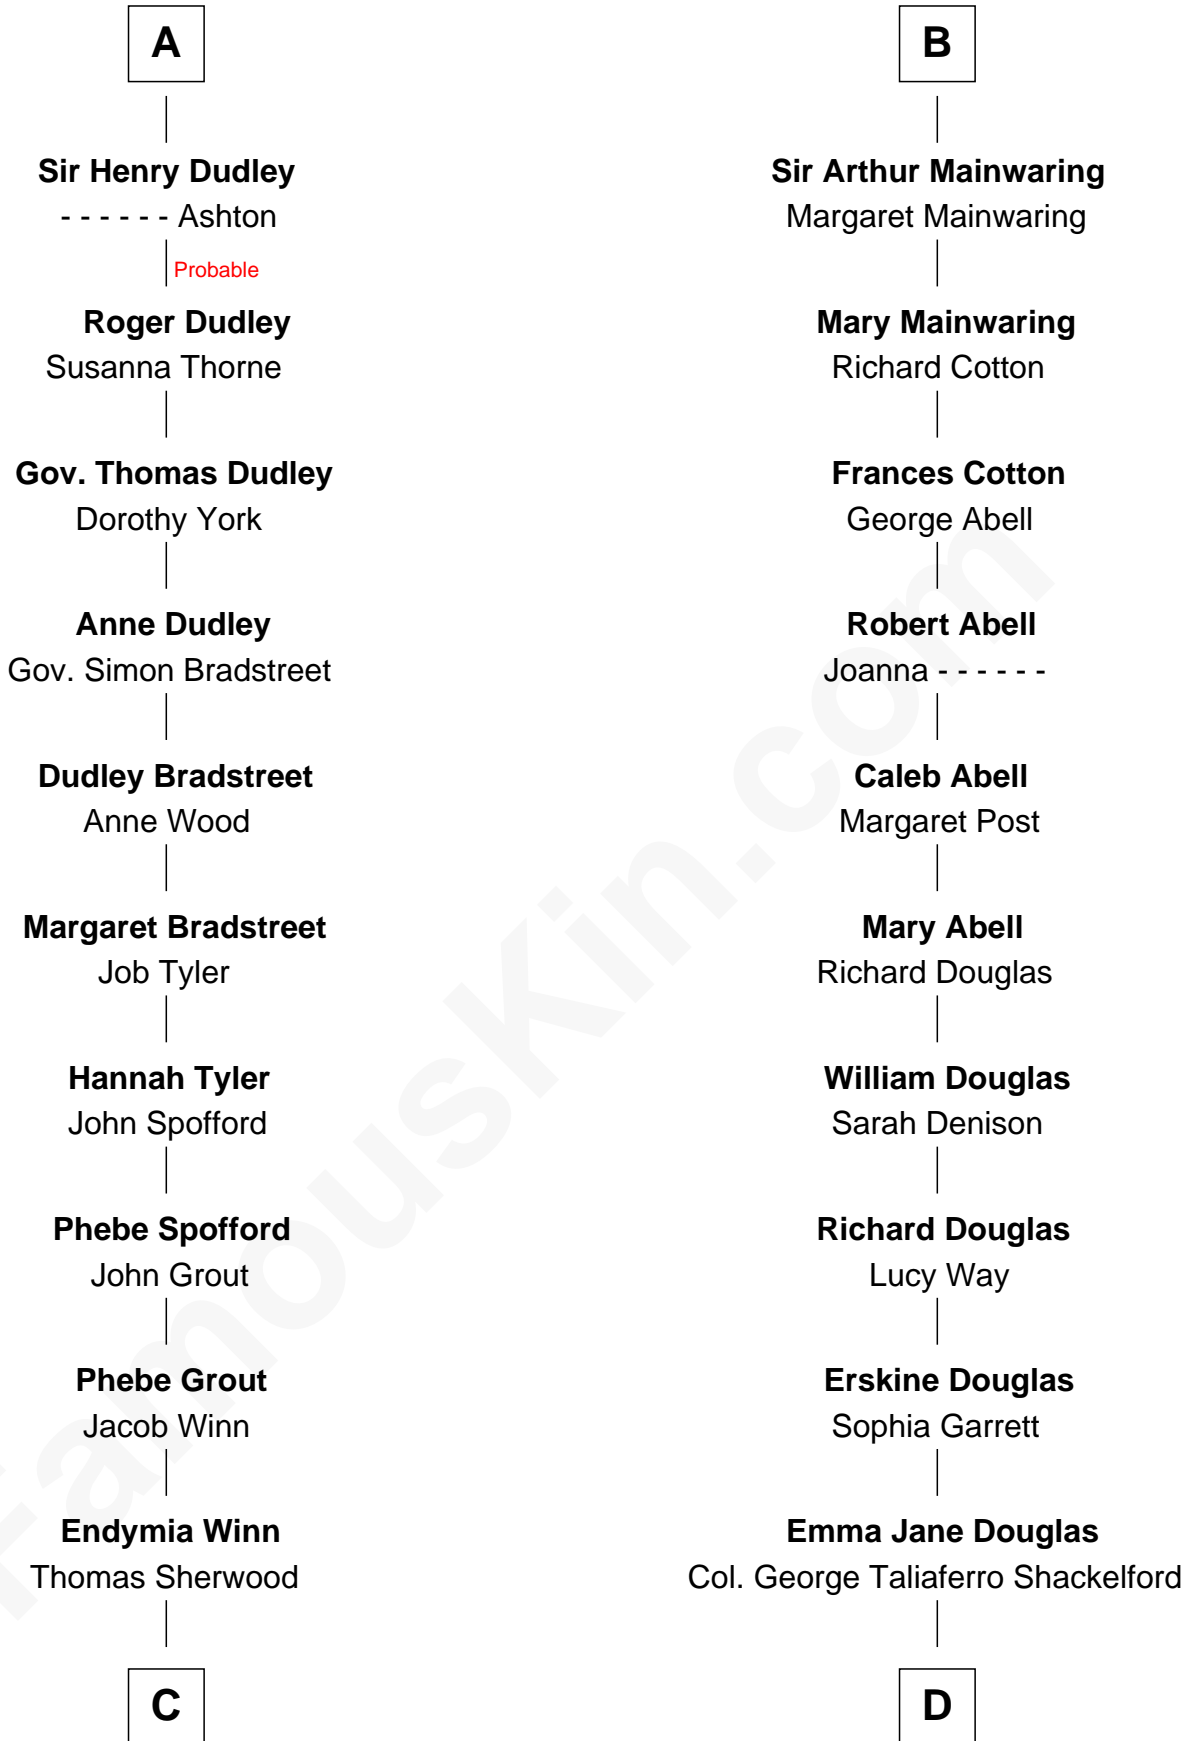 A
Sir Henry Dudley
- - - - - - Ashton
Probable
Roger Dudley
Susanna Thorne
Gov. Thomas Dudley
Dorothy York
Anne Dudley
Gov. Simon Bradstreet
Dudley Bradstreet
Anne Wood
Margaret Bradstreet
Job Tyler
Hannah Tyler
John Spofford
Phebe Spofford
John Grout
Phebe Grout
Jacob Winn
Endymia Winn
Thomas Sherwood
C
B
Sir Arthur Mainwaring
Margaret Mainwaring
Mary Mainwaring
Richard Cotton
Frances Cotton
George Abell
Robert Abell
Joanna - - - - - -
Caleb Abell
Margaret Post
Mary Abell
Richard Douglas
William Douglas
Sarah Denison
Richard Douglas
Lucy Way
Erskine Douglas
Sophia Garrett
Emma Jane Douglas
Col. George Taliaferro Shackelford
D
FamousKin.com